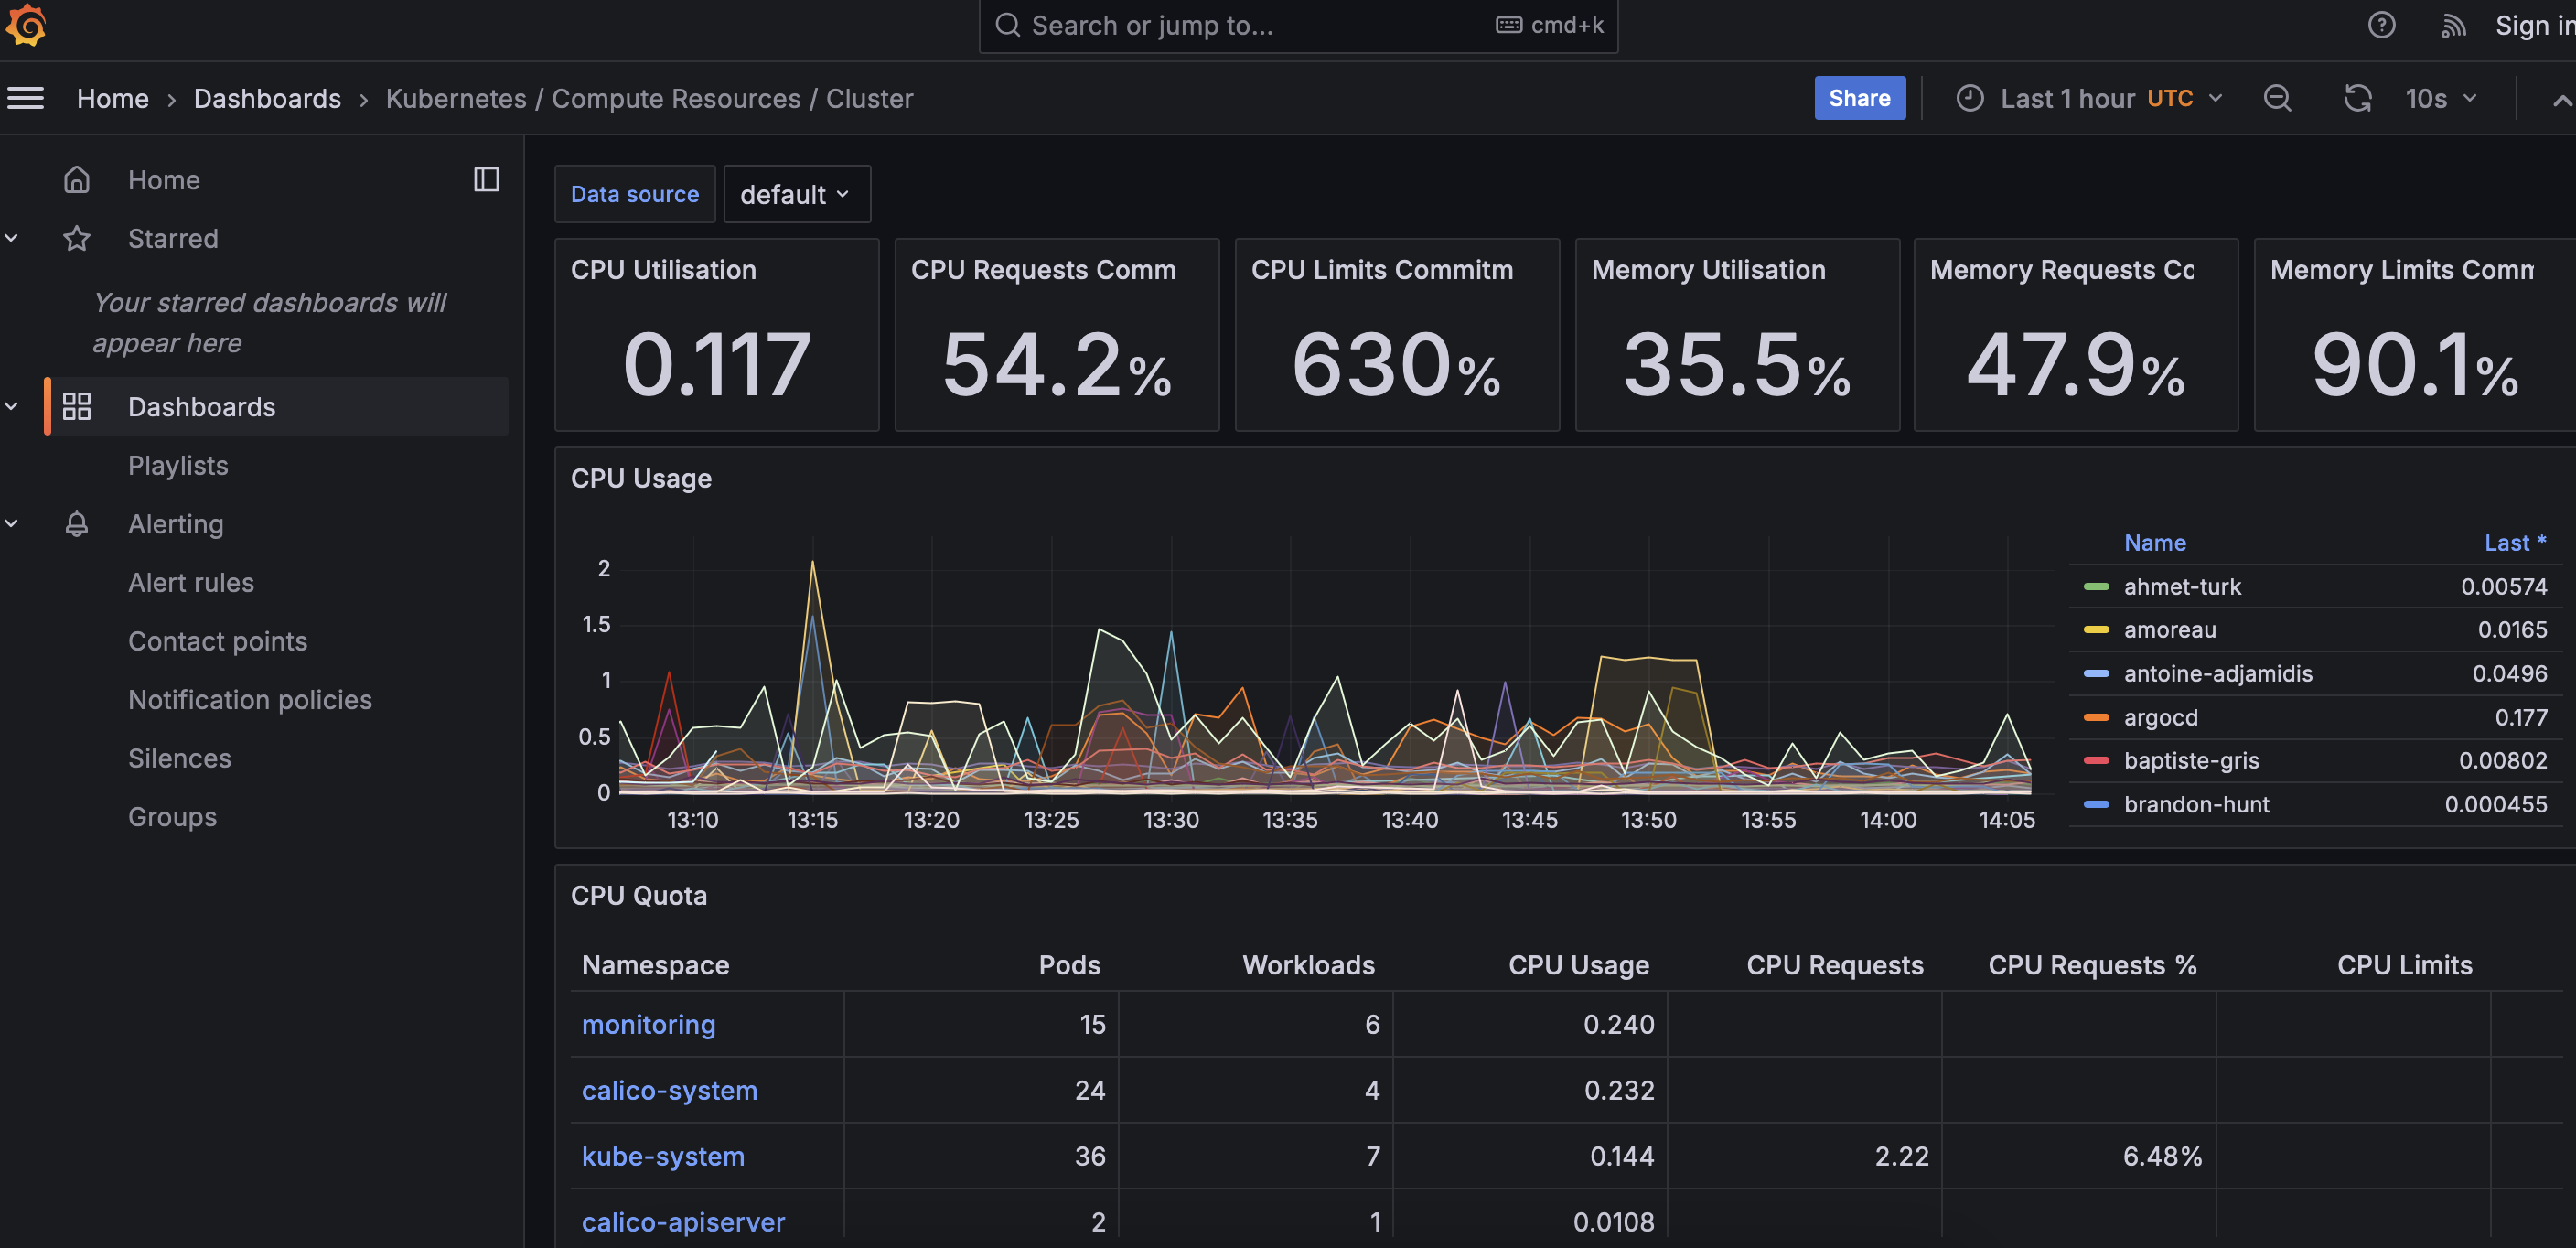 Search or jump to...
cmd+k
Sign in
Home › Dashboards › Kubernetes / Compute Resources / Cluster
Share
Last 1 hour UTC
10s
Home
Starred
Your starred dashboards will
appear here
Dashboards
Playlists
Alerting
Alert rules
Contact points
Notification policies
Silences
Groups
Data source
default
CPU Utilisation
0.117
CPU Requests Comm
54.2%
CPU Limits Commitm
630%
Memory Utilisation
35.5%
Memory Requests Co
47.9%
Memory Limits Comm
90.1%
CPU Usage
2
1.5
1
0.5
0
13:10 13:15 13:20 13:25 13:30 13:35 13:40 13:45 13:50 13:55 14:00 14:05
Name Last *
ahmet-turk 0.00574
amoreau 0.0165
antoine-adjamidis 0.0496
argocd 0.177
baptiste-gris 0.00802
brandon-hunt 0.000455
CPU Quota
Namespace Pods Workloads CPU Usage CPU Requests CPU Requests % CPU Limits
monitoring 15 6 0.240
calico-system 24 4 0.232
kube-system 36 7 0.144 2.22 6.48%
calico-apiserver 2 1 0.0108